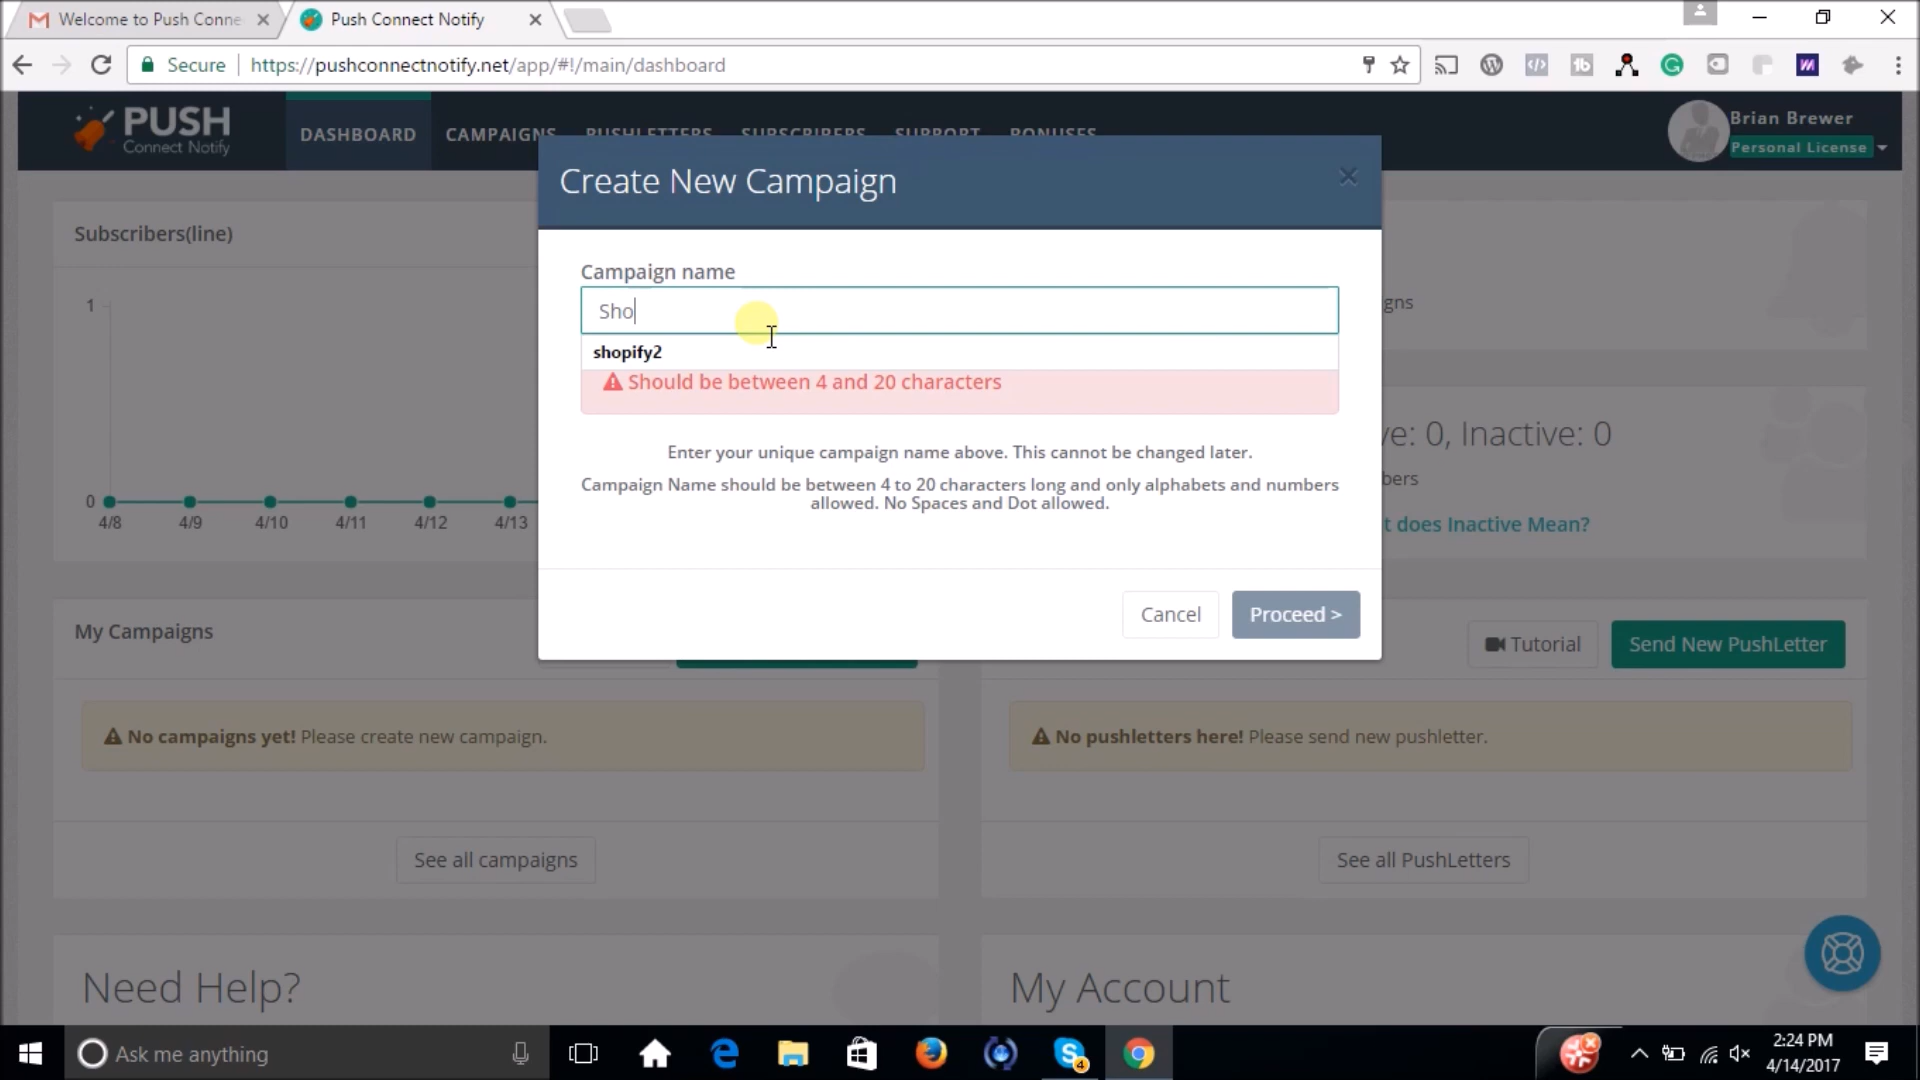 Welcome to Push Conne
Push Connect Notify
Secure
https://pushconnectnotify.net/app/#!/main/dashboard
PUSH
Connect Notify
DASHBOARD
CAMPAIGNS
PUSHLETTERS
SUBSCRIBERS
SUPPORT
BONUSES
Brian Brewer
Personal License
Create New Campaign
Subscribers(line)
Campaign name
Sho
shopify2
Should be between 4 and 20 characters
Enter your unique campaign name above. This cannot be changed later.
Campaign Name should be between 4 to 20 characters long and only alphabets and numbers
allowed. No Spaces and Dot allowed.
Cancel
Proceed >
1
0
4/8
4/9
4/10
4/11
4/12
4/13
gns
ve: 0, Inactive: 0
bers
t does Inactive Mean?
My Campaigns
Tutorial
Send New PushLetter
No campaigns yet! Please create new campaign.
No pushletters here! Please send new pushletter.
See all campaigns
See all PushLetters
Need Help?
My Account
Ask me anything
4
2:24 PM
4/14/2017